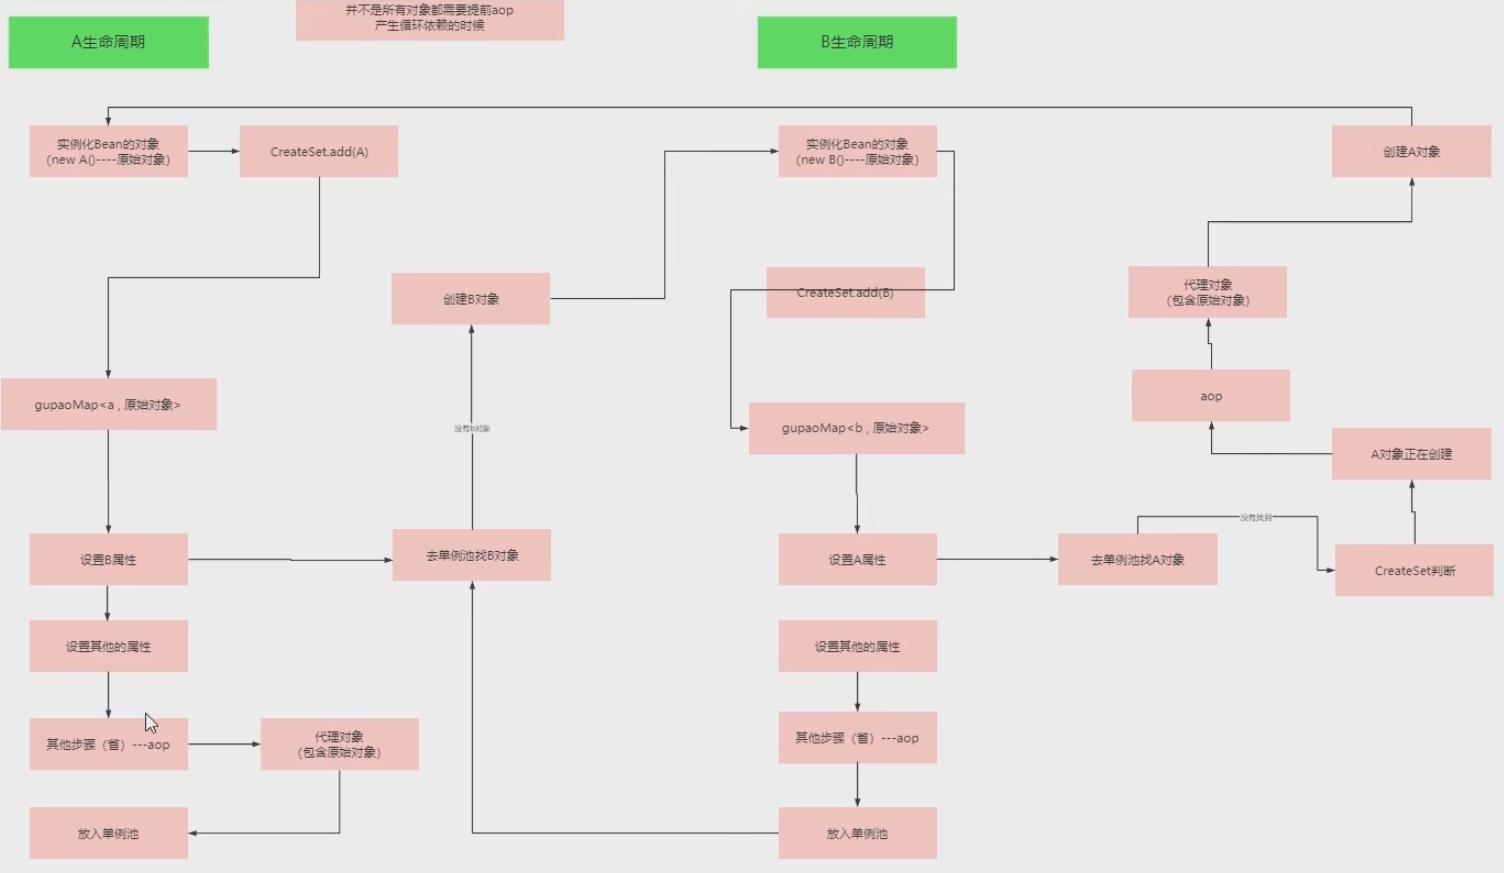 并不是所有对象都需要提前aop
产生循环依赖的时候
A生命周期
B生命周期
实例化Bean的对象
(new A()----原始对象)
CreateSet.add(A)
实例化Bean的对象
(new B()----原始对象)
创建A对象
创建B对象
CreateSet.add(B)
代理对象
(包含原始对象)
gupaoMap<a , 原始对象>
没有b对象
gupaoMap<b , 原始对象>
aop
A对象正在创建
设置B属性
去单例池找B对象
设置A属性
去单例池找A对象
没有找到
CreateSet判断
设置其他的属性
设置其他的属性
其他步骤（省）---aop
代理对象
(包含原始对象)
其他步骤（省）---aop
放入单例池
放入单例池